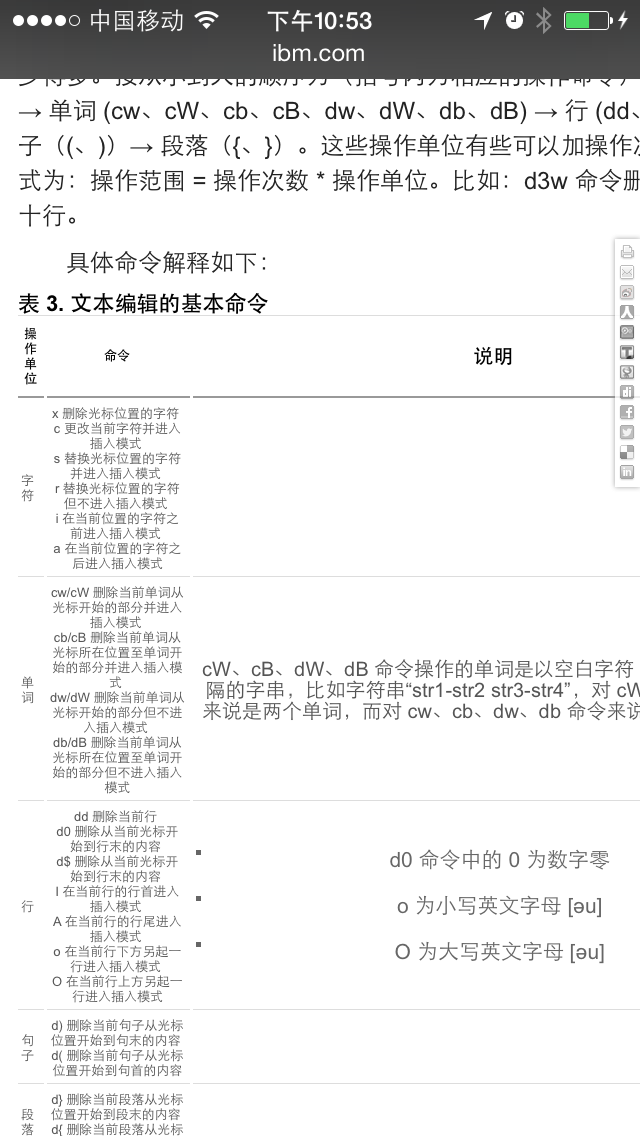 中国移动 下午10:53
ibm.com
→ 单词 (cw、cW、cb、cB、dw、dW、db、dB) → 行 (dd、
子（(、)）→ 段落（{、}）。这些操作单位有些可以加操作
式为：操作范围 = 操作次数 * 操作单位。比如：d3w 命令
十行。
具体命令解释如下：
表 3. 文本编辑的基本命令
操
作
单
位
命令
说明
字
符
x 删除光标位置的字符
c 更改当前字符并进入
插入模式
s 替换光标位置的字符
并进入插入模式
r 替换光标位置的字符
但不进入插入模式
i 在当前位置的字符之
前进入插入模式
a 在当前位置的字符之
后进入插入模式
单
词
cw/cW 删除当前单词从
光标开始的部分并进入
插入模式
cb/cB 删除当前单词从
光标所在位置至单词开
始的部分并进入插入模
式
dw/dW 删除当前单词从
光标开始的部分但不进
入插入模式
db/dB 删除当前单词从
光标所在位置至单词开
始的部分但不进入插入
模式
cW、cB、dW、dB 命令操作的单词是以空白字符
隔的字串，比如字符串“str1-str2 str3-str4”，对 cW
来说是两个单词，而对 cw、cb、dw、db 命令来说
行
dd 删除当前行
d0 删除从当前光标开
始到行末的内容
d$ 删除从当前光标开
始到行末的内容
I 在当前行的行首进入
插入模式
A 在当前行的行尾进入
插入模式
o 在当前行下方另起一
行进入插入模式
O 在当前行上方另起一
行进入插入模式
d0 命令中的 0 为数字零
o 为小写英文字母 [əu]
O 为大写英文字母 [əu]
句
子
d) 删除当前句子从光标
位置开始到句末的内容
d( 删除当前句子从光标
位置开始到句首的内容
段
落
d} 删除当前段落从光标
位置开始到段末的内容
d{ 删除当前段落从光标